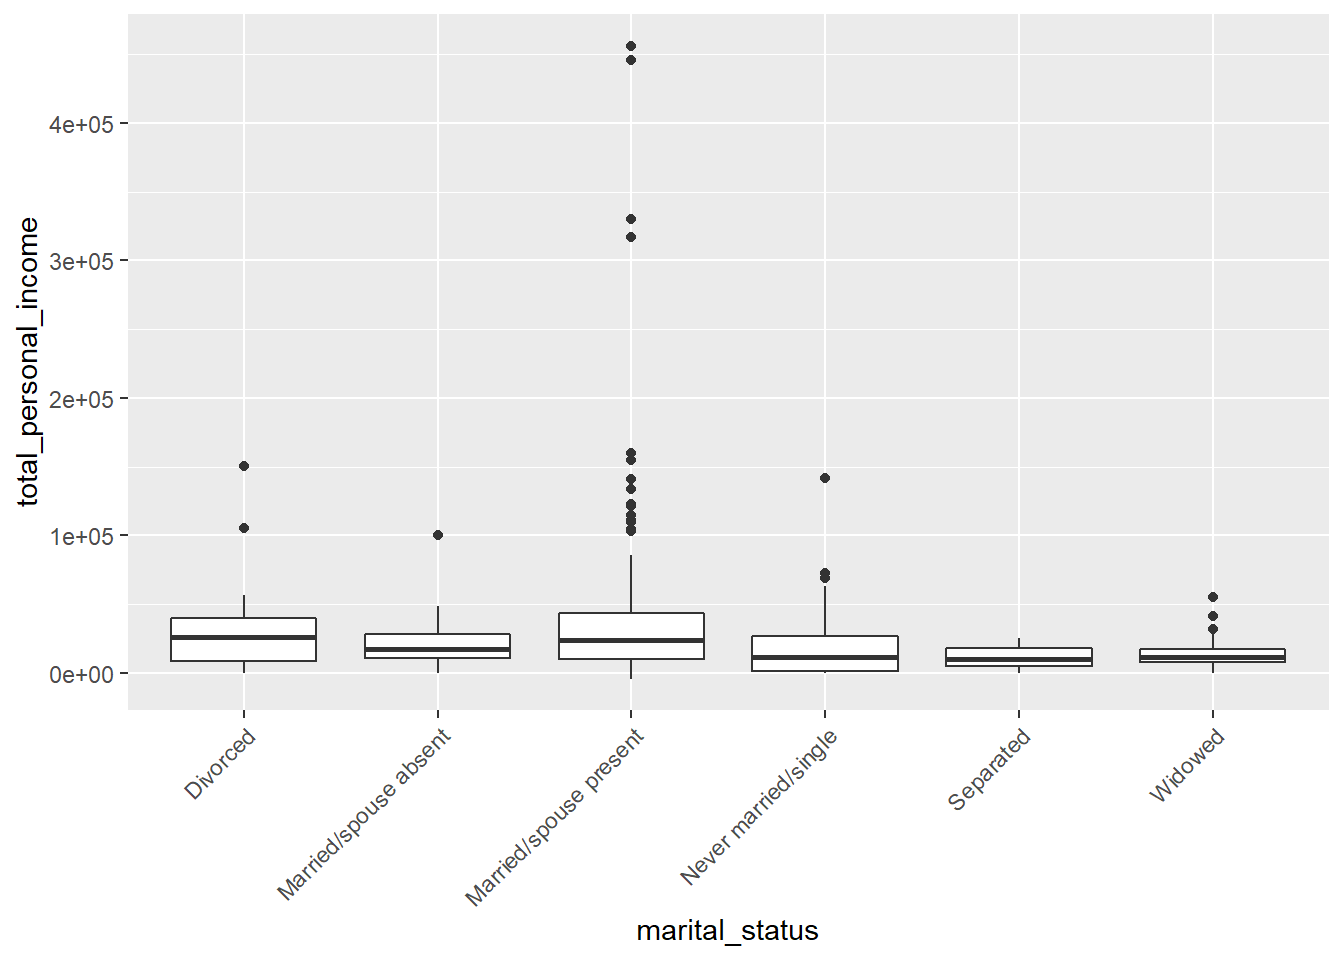 total_personal_income
4e+05
3e+05
2e+05
1e+05
0e+00
Divorced
Married/spouse absent
Married/spouse present
Never married/single
Separated
Widowed
marital_status